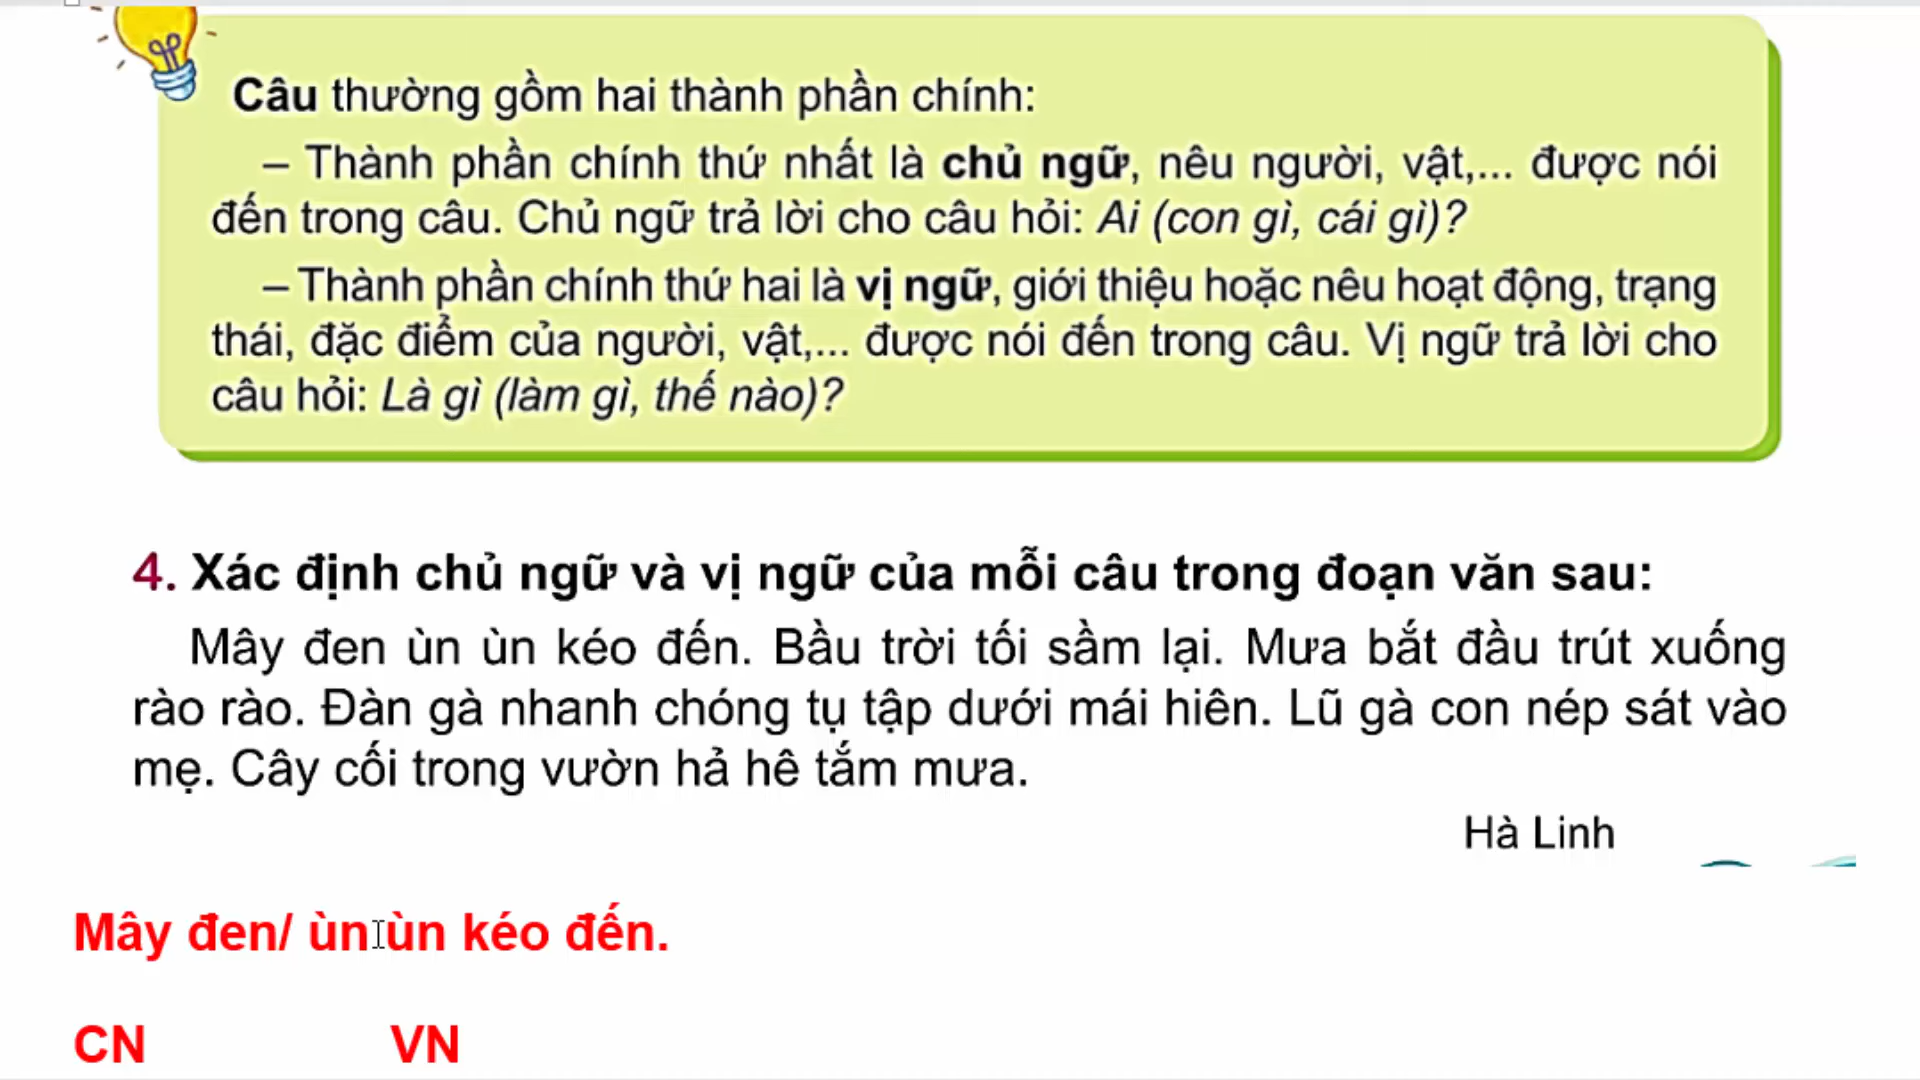 Câu thường gồm hai thành phần chính:
– Thành phần chính thứ nhất là chủ ngữ, nêu người, vật,... được nói
đến trong câu. Chủ ngữ trả lời cho câu hỏi: Ai (con gì, cái gì)?
– Thành phần chính thứ hai là vị ngữ, giới thiệu hoặc nêu hoạt động, trạng
thái, đặc điểm của người, vật,... được nói đến trong câu. Vị ngữ trả lời cho
câu hỏi: Là gì (làm gì, thế nào)?
4. Xác định chủ ngữ và vị ngữ của mỗi câu trong đoạn văn sau:
Mây đen ùn ùn kéo đến. Bầu trời tối sầm lại. Mưa bắt đầu trút xuống
rào rào. Đàn gà nhanh chóng tụ tập dưới mái hiên. Lũ gà con nép sát vào
mẹ. Cây cối trong vườn hả hê tắm mưa.
Hà Linh
Mây đen/ ùn ùn kéo đến.
CN VN